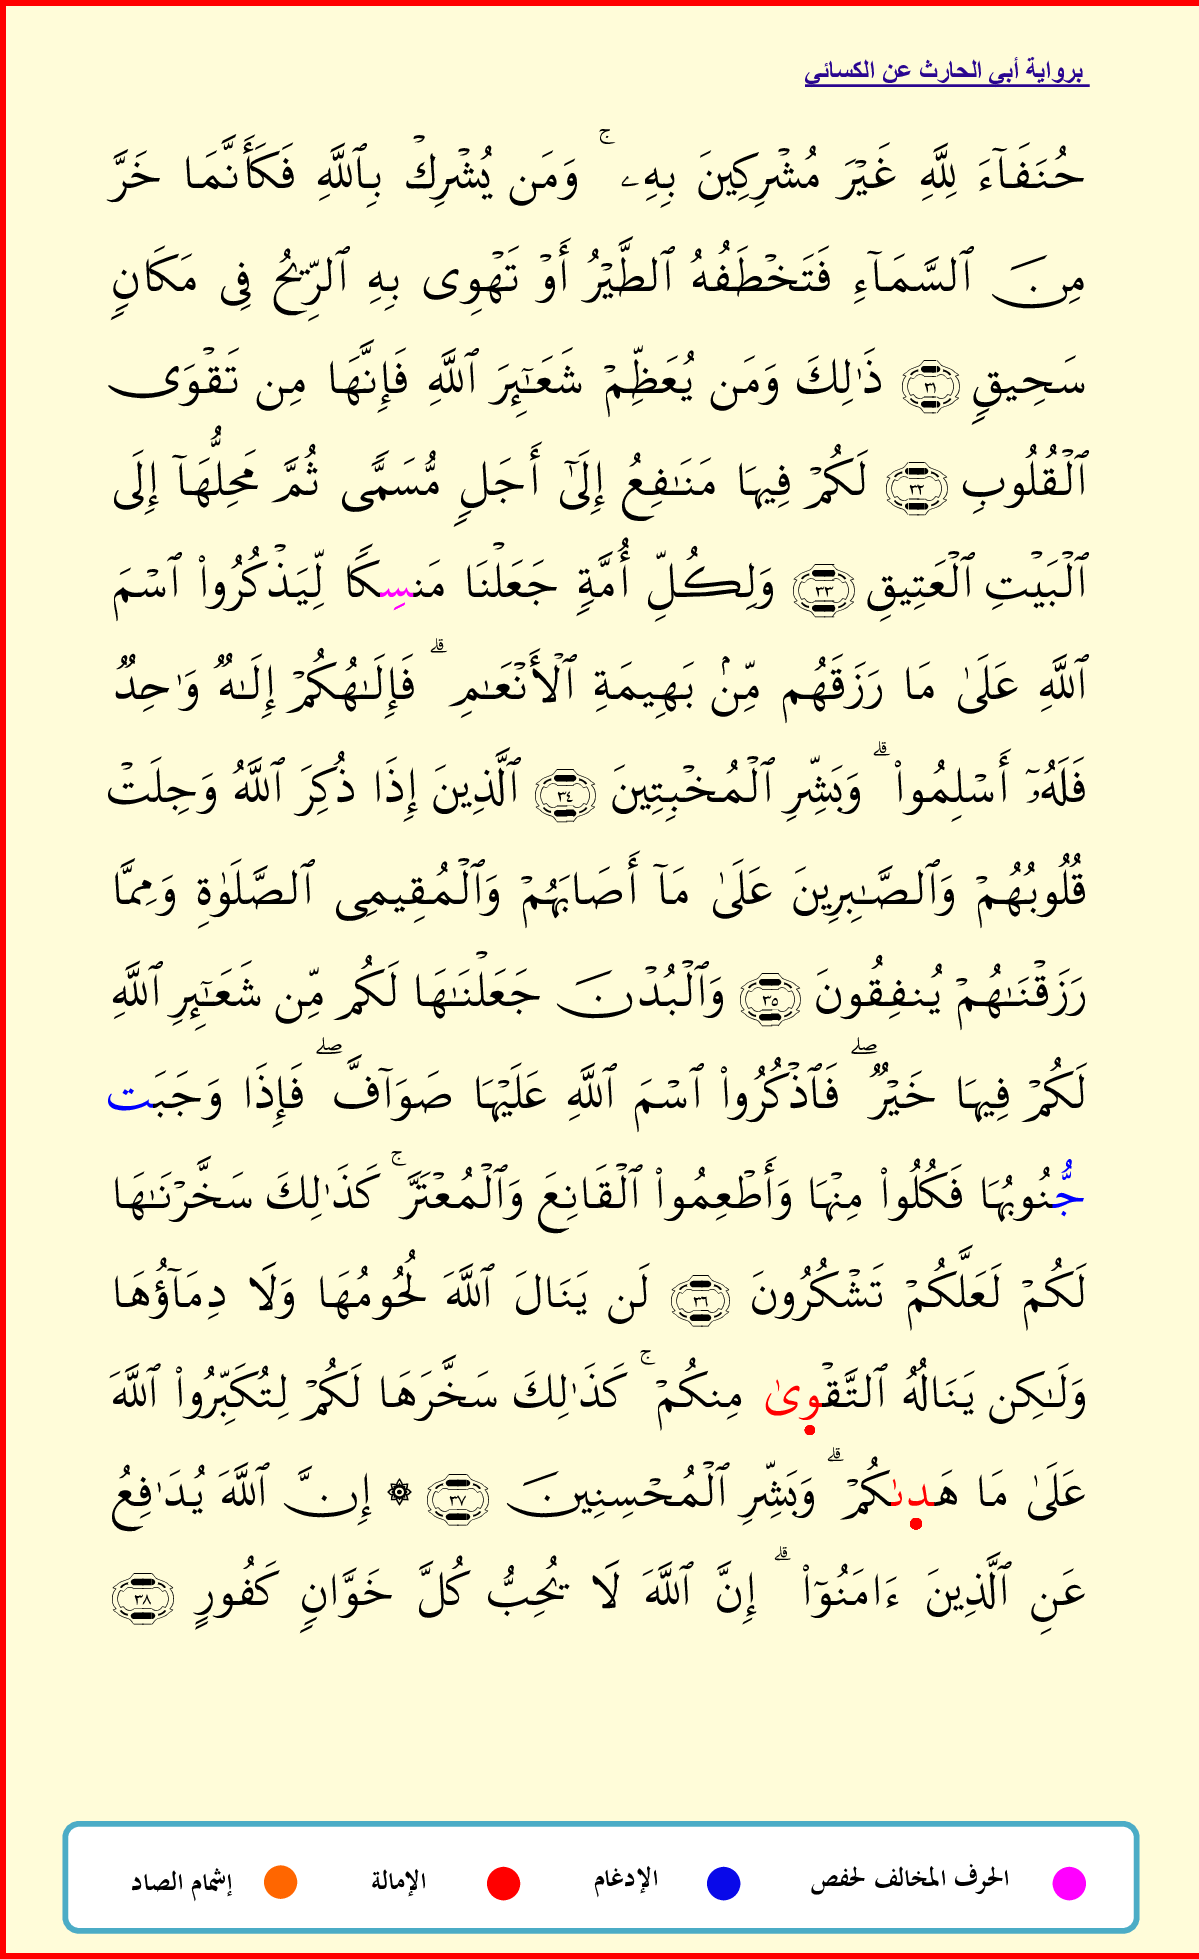 برواية أبي الحارث عن الكسائي
حُنَفَآءَ لِلَّهِ غَيۡرَ مُشۡرِكِينَ بِهِۦۚ وَمَن يُشۡرِكۡ بِٱللَّهِ فَكَأَنَّمَا خَرَّ
مِنَ ٱلسَّمَآءِ فَتَخۡطَفُهُ ٱلطَّيۡرُ أَوۡ تَهۡوِى بِهِ ٱلرِّيحُ فِى مَكَانٖ
سَحِيقٖ ٣١ ذَٰلِكَ وَمَن يُعَظِّمۡ شَعَٰٓئِرَ ٱللَّهِ فَإِنَّهَا مِن تَقۡوَى
ٱلۡقُلُوبِ ٣٢ لَكُمۡ فِيهَا مَنَٰفِعُ إِلَىٰٓ أَجَلٖ مُّسَمّٗى ثُمَّ مَحِلُّهَآ إِلَى
ٱلۡبَيۡتِ ٱلۡعَتِيقِ ٣٣ وَلِكُلِّ أُمَّةٖ جَعَلۡنَا مَنسِكٗا لِّيَذۡكُرُواْ ٱسۡمَ
ٱللَّهِ عَلَىٰ مَا رَزَقَهُم مِّنۢ بَهِيمَةِ ٱلۡأَنۡعَٰمِۗ فَإِلَٰهُكُمۡ إِلَٰهٞ وَٰحِدٞ
فَلَهُۥٓ أَسۡلِمُواْۗ وَبَشِّرِ ٱلۡمُخۡبِتِينَ ٣٤ ٱلَّذِينَ إِذَا ذُكِرَ ٱللَّهُ وَجِلَتۡ
قُلُوبُهُمۡ وَٱلصَّٰبِرِينَ عَلَىٰ مَآ أَصَابَهُمۡ وَٱلۡمُقِيمِى ٱلصَّلَوٰةِ وَمِمَّا
رَزَقۡنَٰهُمۡ يُنفِقُونَ ٣٥ وَٱلۡبُدۡنَ جَعَلۡنَٰهَا لَكُم مِّن شَعَٰٓئِرِ ٱللَّهِ
لَكُمۡ فِيهَا خَيۡرٞۖ فَٱذۡكُرُواْ ٱسۡمَ ٱللَّهِ عَلَيۡهَا صَوَآفَّۖ فَإِذَا وَجَبَت
جُّنُوبُهَا فَكُلُواْ مِنۡهَا وَأَطۡعِمُواْ ٱلۡقَانِعَ وَٱلۡمُعۡتَرَّۚ كَذَٰلِكَ سَخَّرۡنَٰهَا
لَكُمۡ لَعَلَّكُمۡ تَشۡكُرُونَ ٣٦ لَن يَنَالَ ٱللَّهَ لُحُومُهَا وَلَا دِمَآؤُهَا
وَلَٰكِن يَنَالُهُ ٱلتَّقۡوِىٰ مِنكُمۡۚ كَذَٰلِكَ سَخَّرَهَا لَكُمۡ لِتُكَبِّرُواْ ٱللَّهَ
عَلَىٰ مَا هَدِىٰكُمۡۗ وَبَشِّرِ ٱلۡمُحۡسِنِينَ ٣٧ ۞ إِنَّ ٱللَّهَ يُدَٰفِعُ
عَنِ ٱلَّذِينَ ءَامَنُوٓاْۗ إِنَّ ٱللَّهَ لَا يُحِبُّ كُلَّ خَوَّانٖ كَفُورٍ ٣٨
الحرف المخالف لحفص الإدغام الإمالة إشمام الصاد